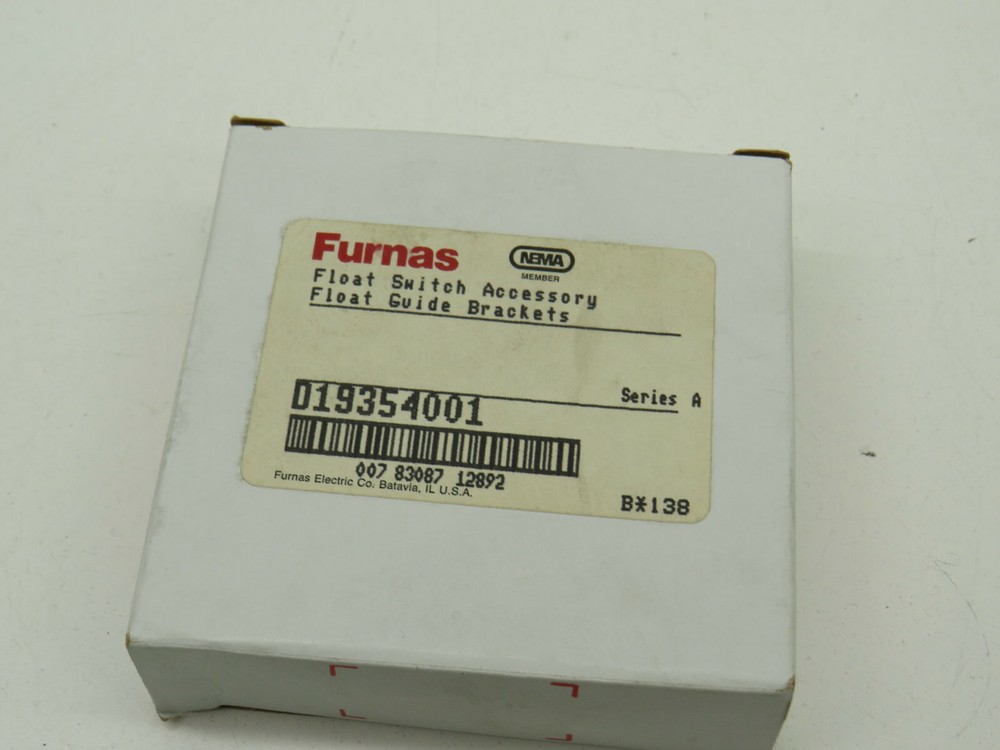 Furnas
NEMA
MEMBER
Float Switch Accessory
Float Guide Brackets
Series A
D19354001
007 83087 12892
Furnas Electric Co. Batavia, IL U.S.A.
B*138